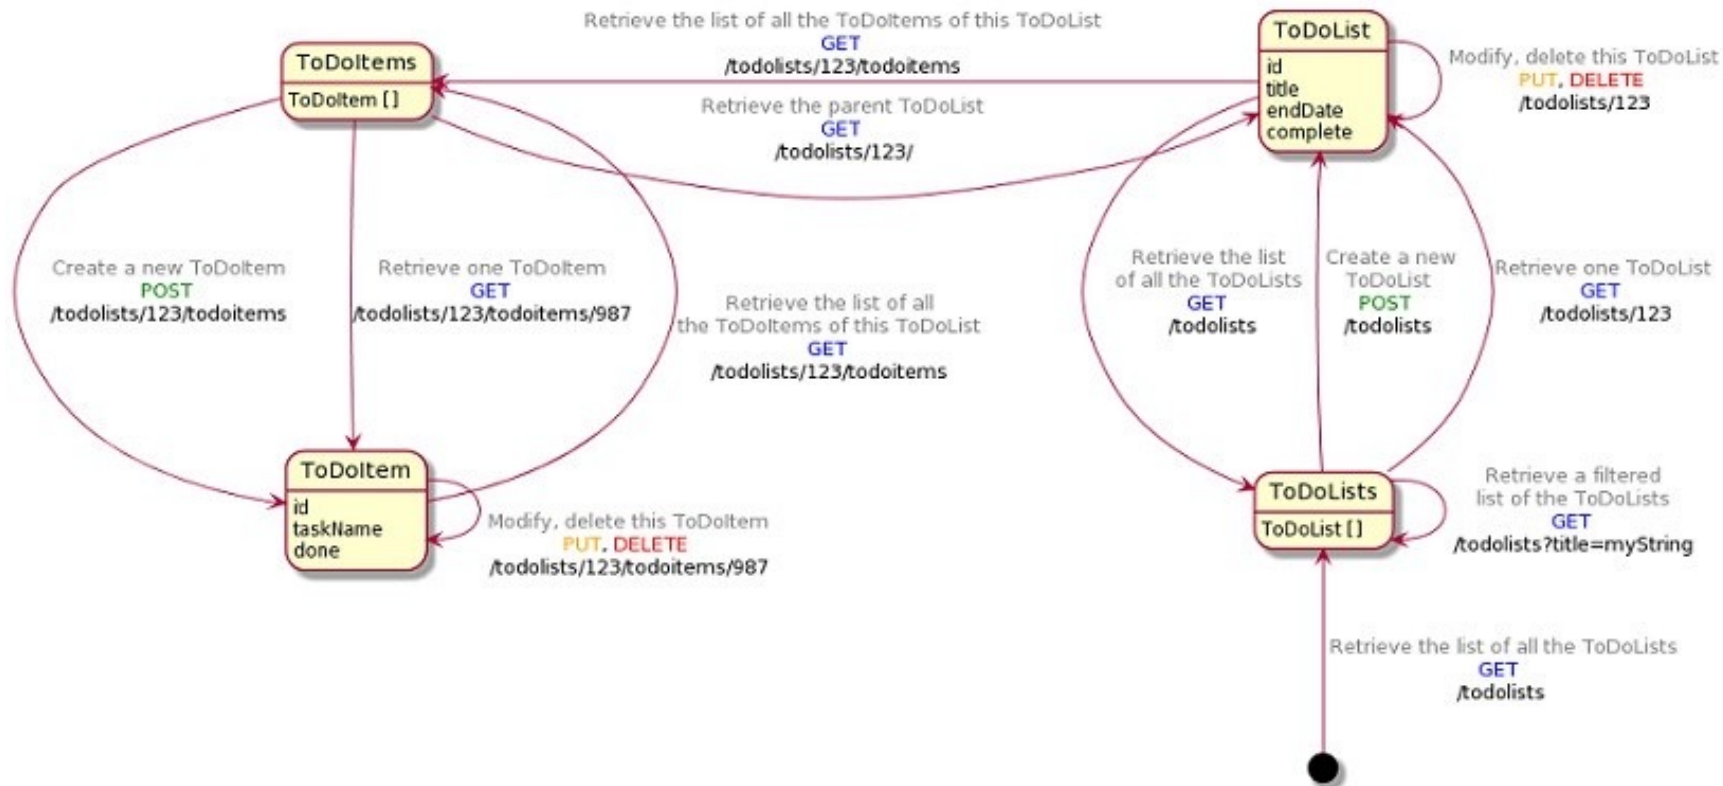 Retrieve the list of all the ToDoItems of this ToDoList
GET
/todolists/123/todoitems
ToDoItems
ToDoItem [ ]
ToDoList
id
title
endDate
complete
Modify, delete this ToDoList
PUT, DELETE
/todolists/123
Retrieve the parent ToDoList
GET
/todolists/123/
Create a new ToDoItem
POST
/todolists/123/todoitems
Retrieve one ToDoItem
GET
/todolists/123/todoitems/987
Retrieve the list of all
the ToDoItems of this ToDoList
GET
/todolists/123/todoitems
Retrieve the list
of all the ToDoLists
GET
/todolists
Create a new
ToDoList
POST
/todolists
Retrieve one ToDoList
GET
/todolists/123
ToDoItem
id
taskName
done
Modify, delete this ToDoItem
PUT, DELETE
/todolists/123/todoitems/987
ToDoLists
ToDoList [ ]
Retrieve a filtered
list of the ToDoLists
GET
/todolists?title=myString
Retrieve the list of all the ToDoLists
GET
/todolists